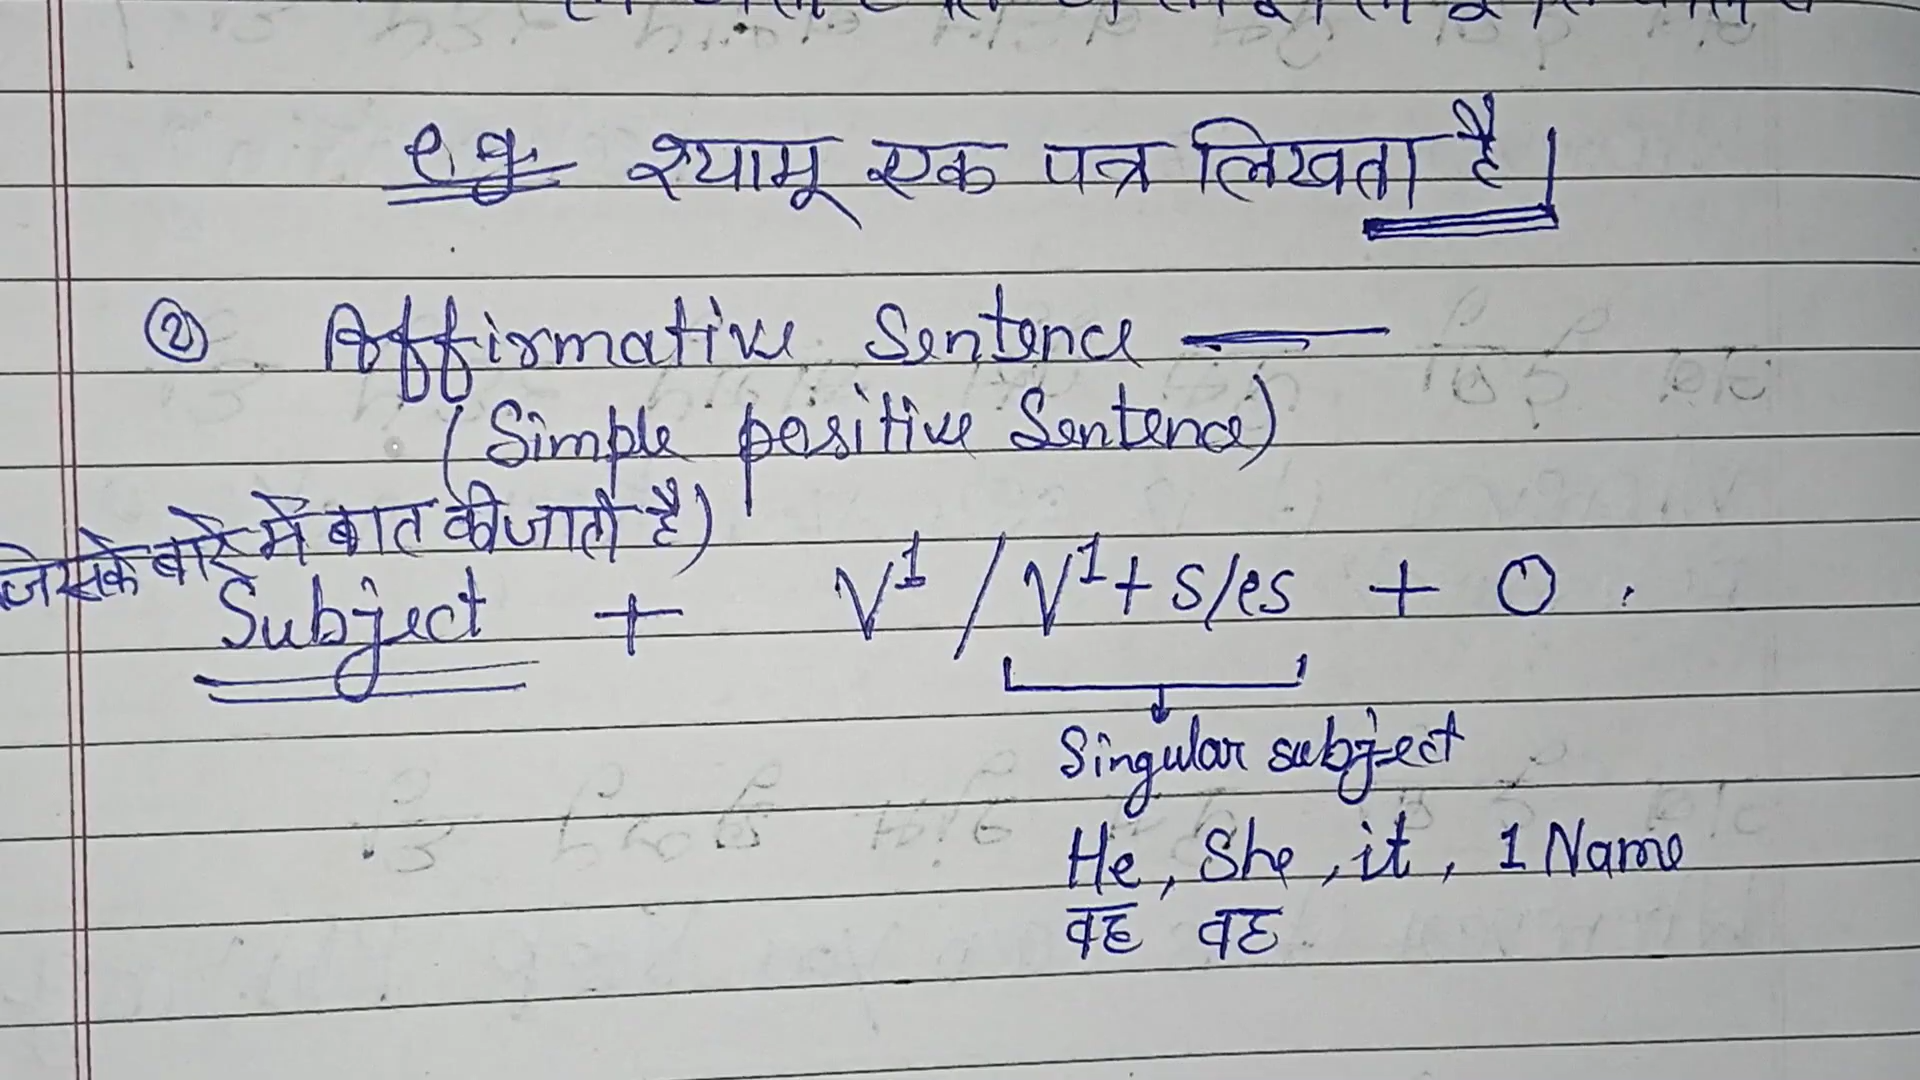 e.g. श्यामू एक पत्र लिखता है।
② Affirmative Sentence —
(Simple positive Sentence)
जिसके बारे में बात की जाती है)
Subject + V¹ / V¹+ s/es + O .
Singular subject
He, She, it, 1 Name
वह वह